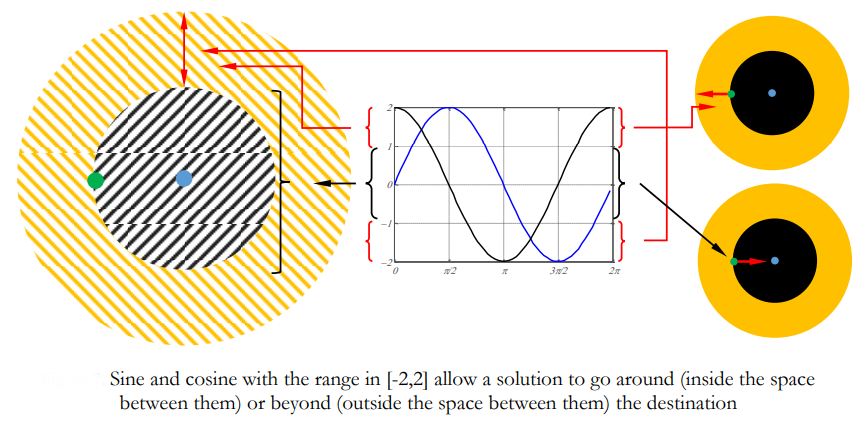 2
1
0
-1
-2
0
π/2
π
3π/2
2π
Sine and cosine with the range in [-2,2] allow a solution to go around (inside the space
between them) or beyond (outside the space between them) the destination